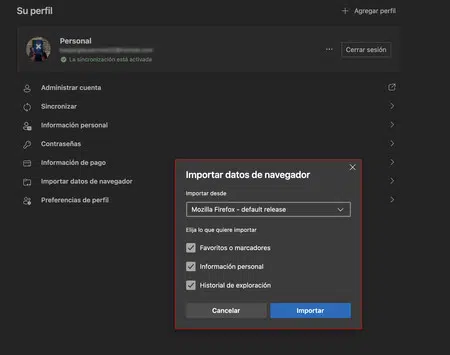 Su perfil
Agregar perfil
Personal
La sincronización está activada
Cerrar sesión
Administrar cuenta
Sincronizar
Información personal
Contraseñas
Información de pago
Importar datos de navegador
Preferencias de perfil
Importar datos de navegador
Importar desde
Mozilla Firefox - default release
Elija lo que quiere importar
Favoritos o marcadores
Información personal
Historial de exploración
Cancelar
Importar